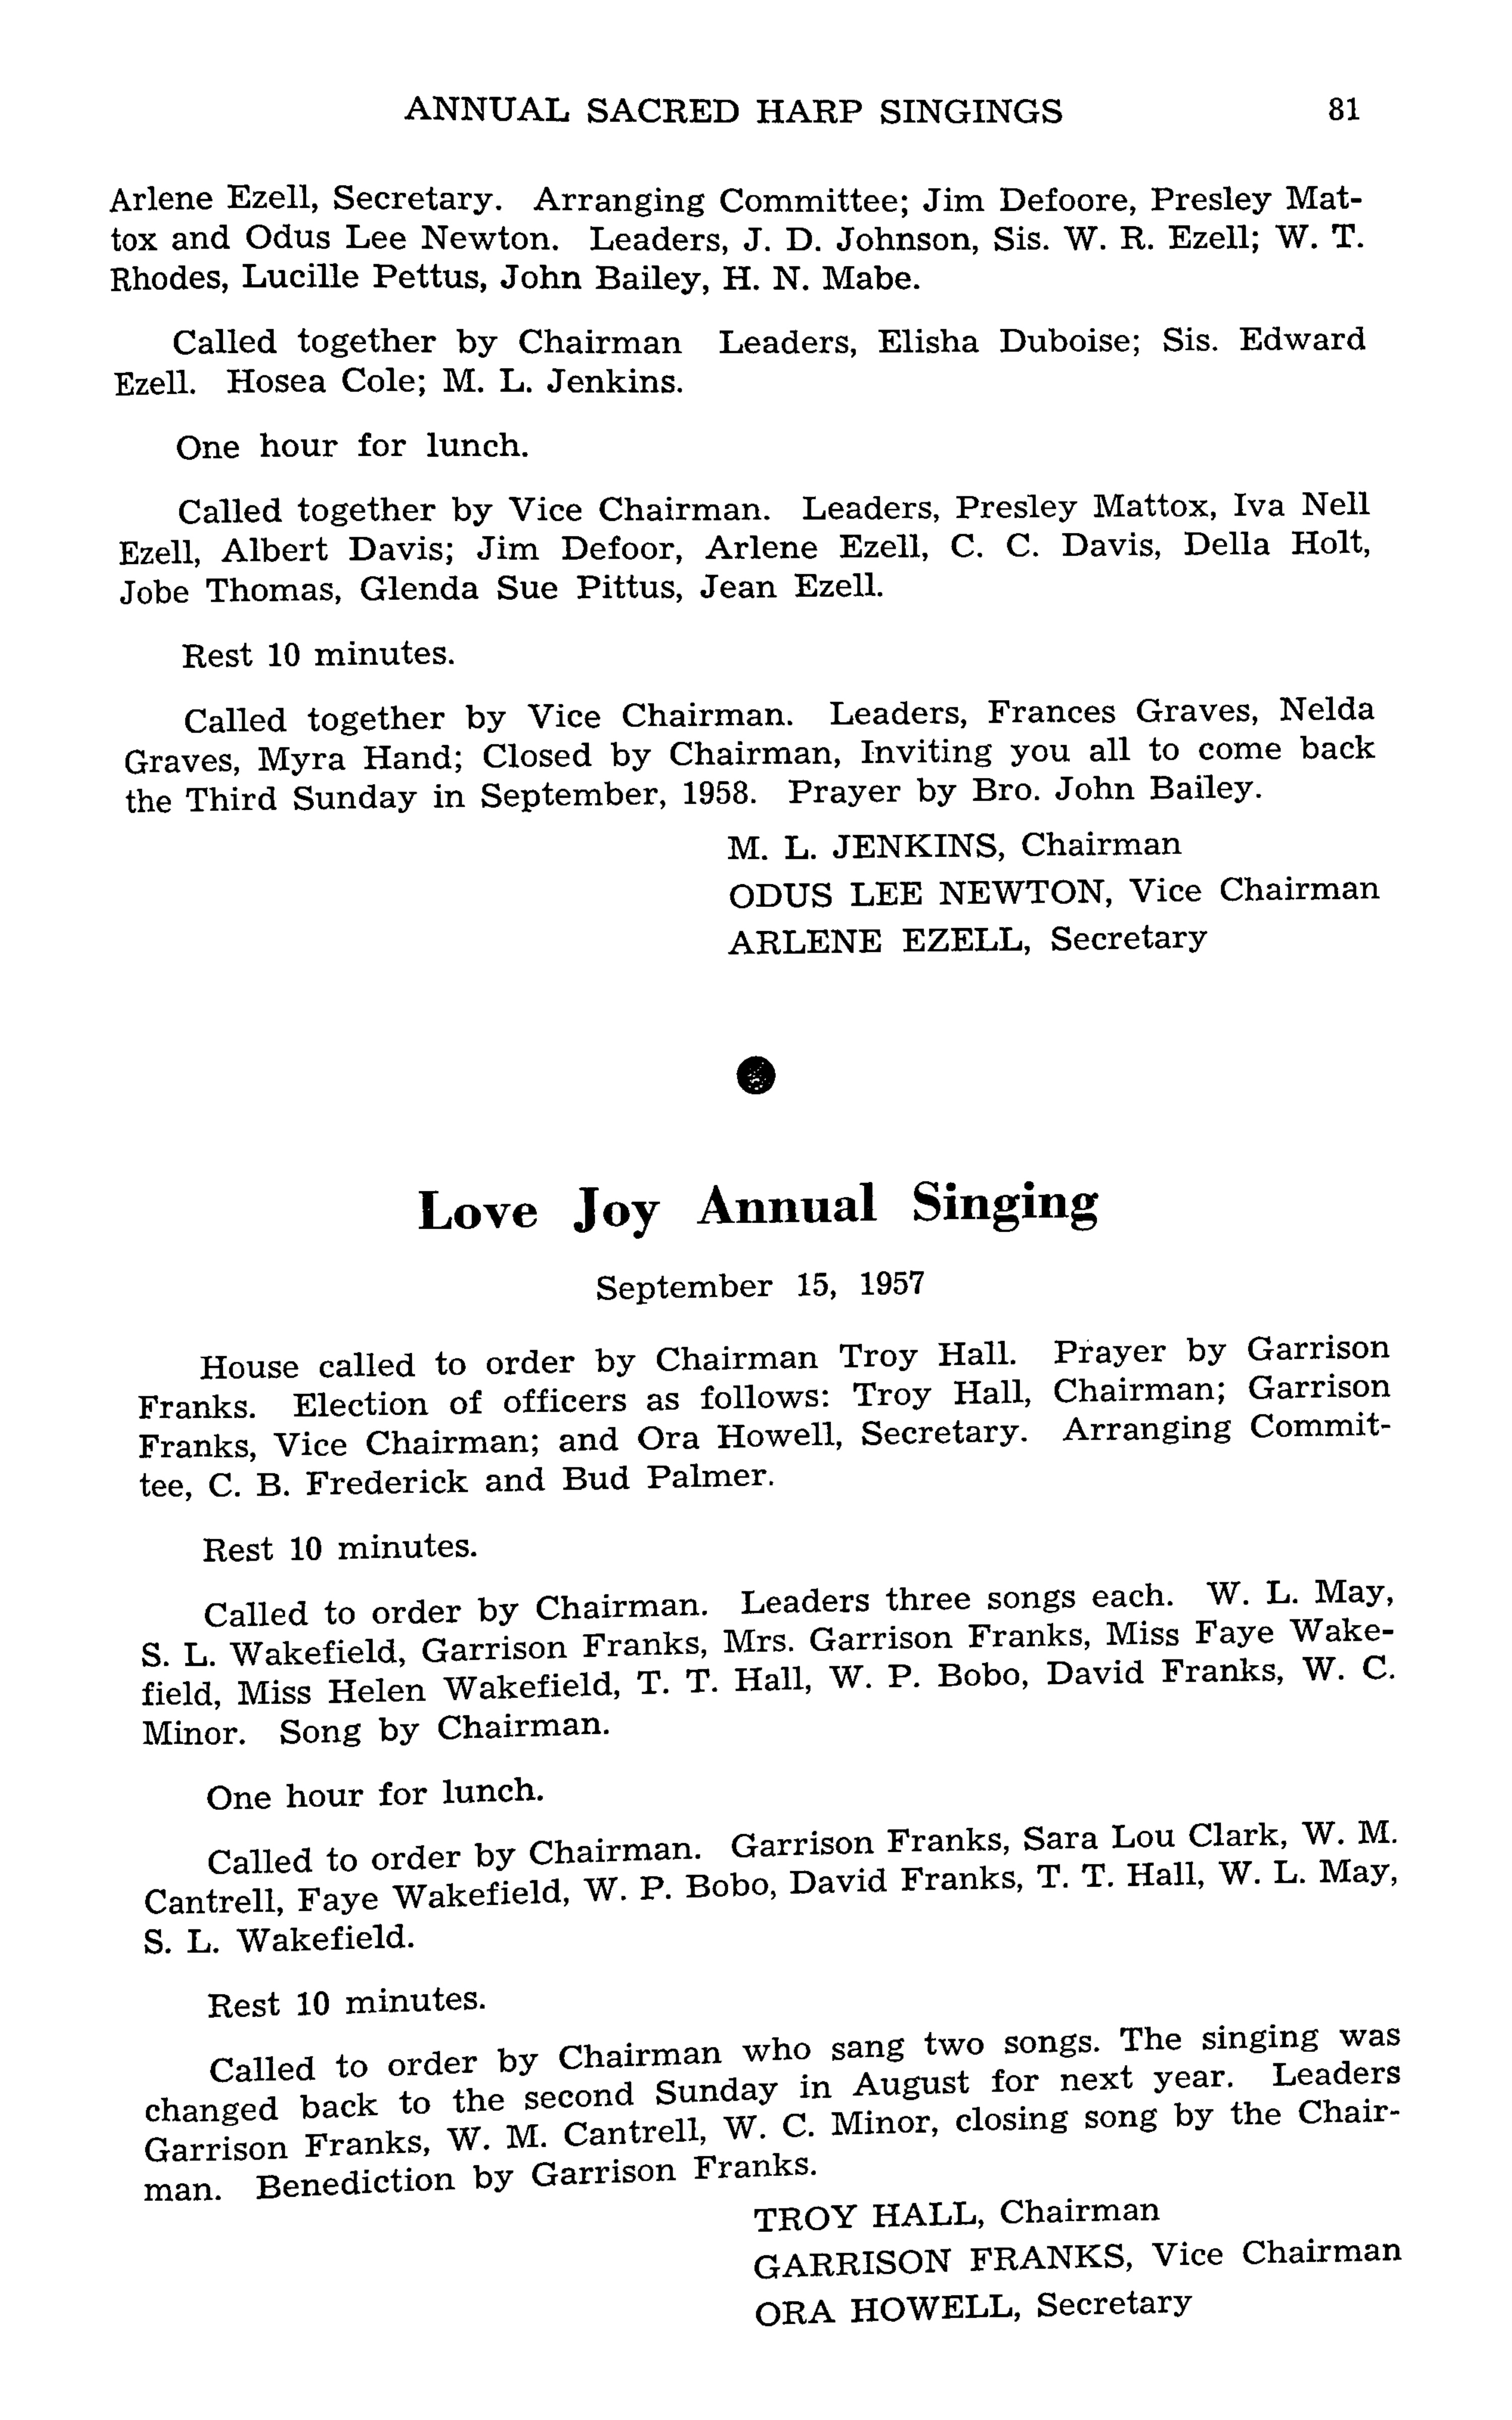 ANNUAL SACRED HARP SINGINGS 81
Arlene Ezell, Secretary. Arranging Committee; Jim Defoore, Presley Mat-
tox and Odus Lee Newton. Leaders, J. D. Johnson, Sis. W. R. Ezell; W. T.
Rhodes, Lucille Pettus, John Bailey, H. N. Mabe.
Called together by Chairman Leaders, Elisha Duboise; Sis. Edward
Ezell. Hosea Cole; M. L. Jenkins.
One hour for lunch.
Called together by Vice Chairman. Leaders, Presley Mattox, Iva Nell
Ezell, Albert Davis; Jim Defoor, Arlene Ezell, C. C. Davis, Della Holt,
Jobe Thomas, Glenda Sue Pittus, Jean Ezell.
Rest 10 minutes.
Called together by Vice Chairman. Leaders, Frances Graves, Nelda
Graves, Myra Hand; Closed by Chairman, Inviting you all to come back
the Third Sunday in September, 1958. Prayer by Bro. John Bailey.
M. L. JENKINS, Chairman
ODUS LEE NEWTON, Vice Chairman
ARLENE EZELL, Secretary
Love Joy Annual Singing
September 15, 1957
House called to order by Chairman Troy Hall. Prayer by Garrison
Franks. Election of officers as follows: Troy Hall, Chairman; Garrison
Franks, Vice Chairman; and Ora Howell, Secretary. Arranging Commit-
tee, C. B. Frederick and Bud Palmer.
Rest 10 minutes.
Called to order by Chairman. Leaders three songs each. W. L. May,
S. L. Wakefield, Garrison Franks, Mrs. Garrison Franks, Miss Faye Wake-
field, Miss Helen Wakefield, T. T. Hall, W. P. Bobo, David Franks, W. C.
Minor. Song by Chairman.
One hour for lunch.
Called to order by Chairman. Garrison Franks, Sara Lou Clark, W. M.
Cantrell, Faye Wakefield, W. P. Bobo, David Franks, T. T. Hall, W. L. May,
S. L. Wakefield.
Rest 10 minutes.
Called to order by Chairman who sang two songs. The singing was
changed back to the second Sunday in August for next year. Leaders
Garrison Franks, W. M. Cantrell, W. C. Minor, closing song by the Chair-
man. Benediction by Garrison Franks.
TROY HALL, Chairman
GARRISON FRANKS, Vice Chairman
ORA HOWELL, Secretary